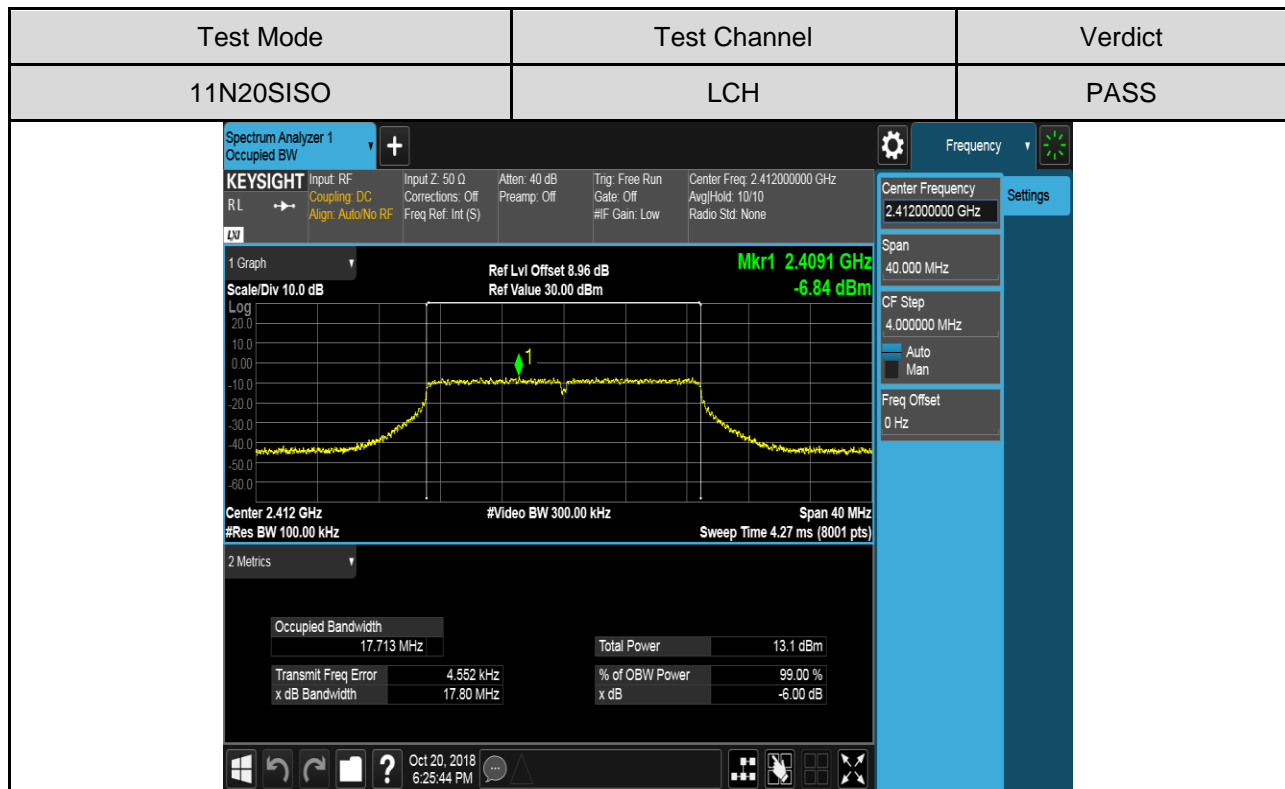 Test Mode Test Channel Verdict
11N20SISO LCH PASS
Spectrum Analyzer 1
Occupied BW
+
Frequency
KEYSIGHT Input: RF Input Z: 50 Ω Atten: 40 dB Trig: Free Run Center Freq: 2.412000000 GHz
RL Coupling: DC Corrections: Off Preamp: Off Gate: Off Avg|Hold: 10/10
Align: Auto/No RF Freq Ref: Int (S) #IF Gain: Low Radio Std: None
LXI
Center Frequency
2.412000000 GHz
Settings
Span
40.000 MHz
CF Step
4.000000 MHz
Auto
Man
Freq Offset
0 Hz
1 Graph
Ref Lvl Offset 8.96 dB
Mkr1 2.4091 GHz
Scale/Div 10.0 dB Ref Value 30.00 dBm -6.84 dBm
Log
20.0
10.0
0.00
-10.0
-20.0
-30.0
-40.0
-50.0
-60.0
1
Center 2.412 GHz #Video BW 300.00 kHz Span 40 MHz
#Res BW 100.00 kHz Sweep Time 4.27 ms (8001 pts)
2 Metrics
Occupied Bandwidth
17.713 MHz Total Power 13.1 dBm
Transmit Freq Error 4.552 kHz % of OBW Power 99.00 %
x dB Bandwidth 17.80 MHz x dB -6.00 dB
? Oct 20, 2018
6:25:44 PM